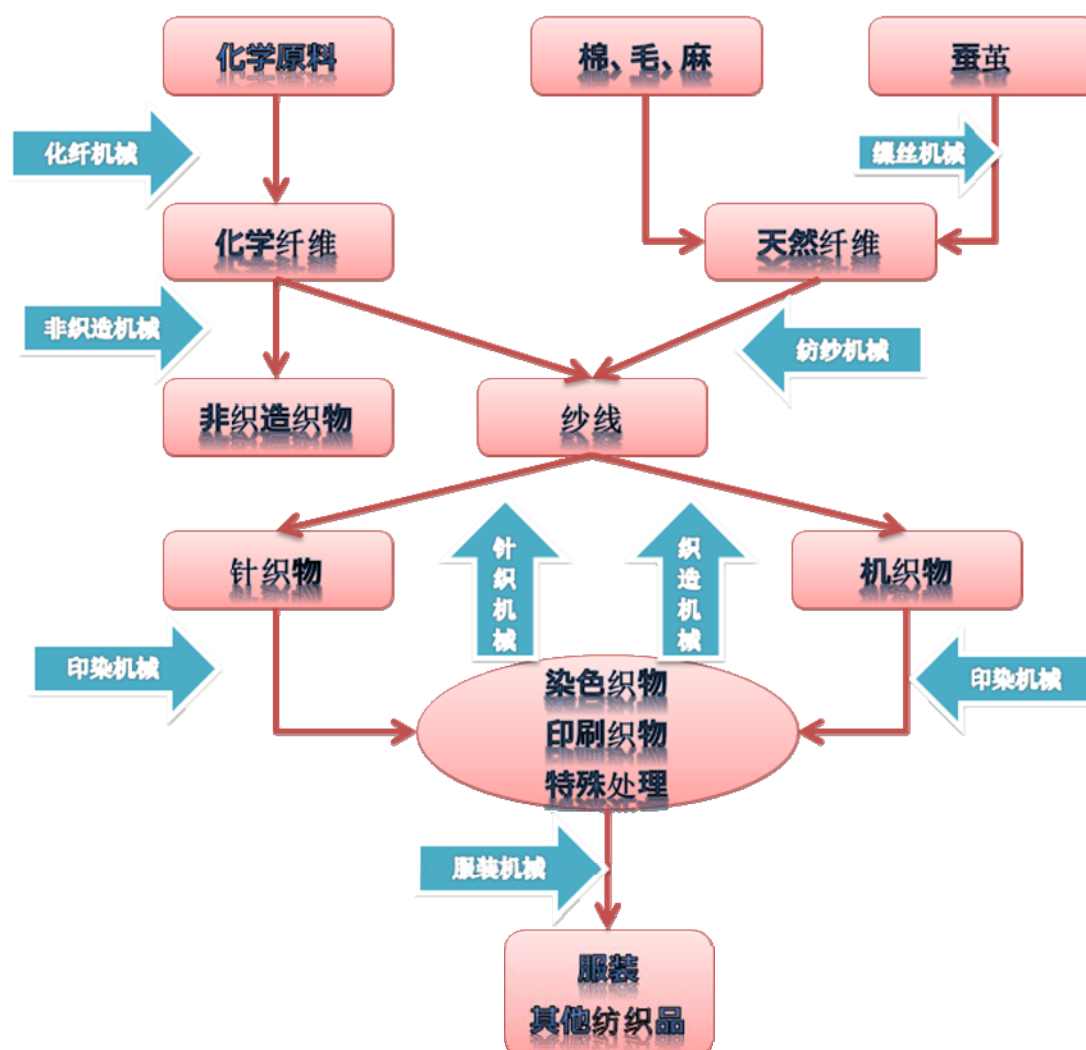 化学原料
棉、毛、麻
蚕茧
化纤机械
缫丝机械
化学纤维
天然纤维
非织造机械
纺纱机械
非织造织物
纱线
针织机械
织造机械
针织物
机织物
印染机械
印染机械
染色织物
印刷织物
特殊处理
服装机械
服装
其他纺织品